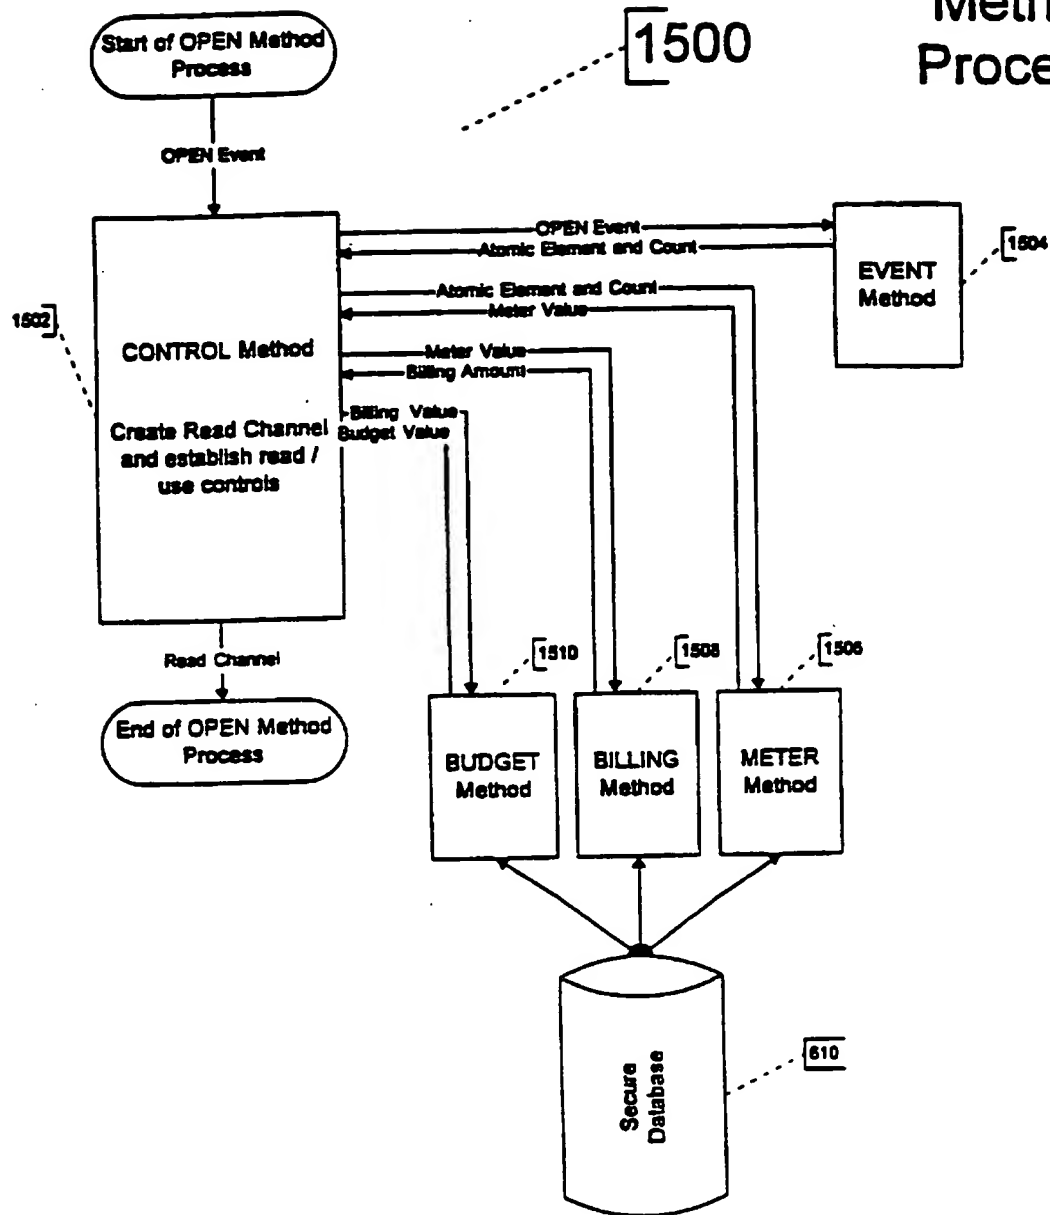 Start of OPEN Method
Process
1500
Proce
OPEN Event
OPEN Event
Atomic Element and Count
EVENT
Method
1504
Atomic Element and Count
Meter Value
1502
CONTROL Method
Create Read Channel
and establish read /
use controls
Meter Value
Billing Amount
Billing Value
Budget Value
Read Channel
End of OPEN Method
Process
1510
1508
1506
BUDGET
Method
BILLING
Method
METER
Method
Secure
Database
610